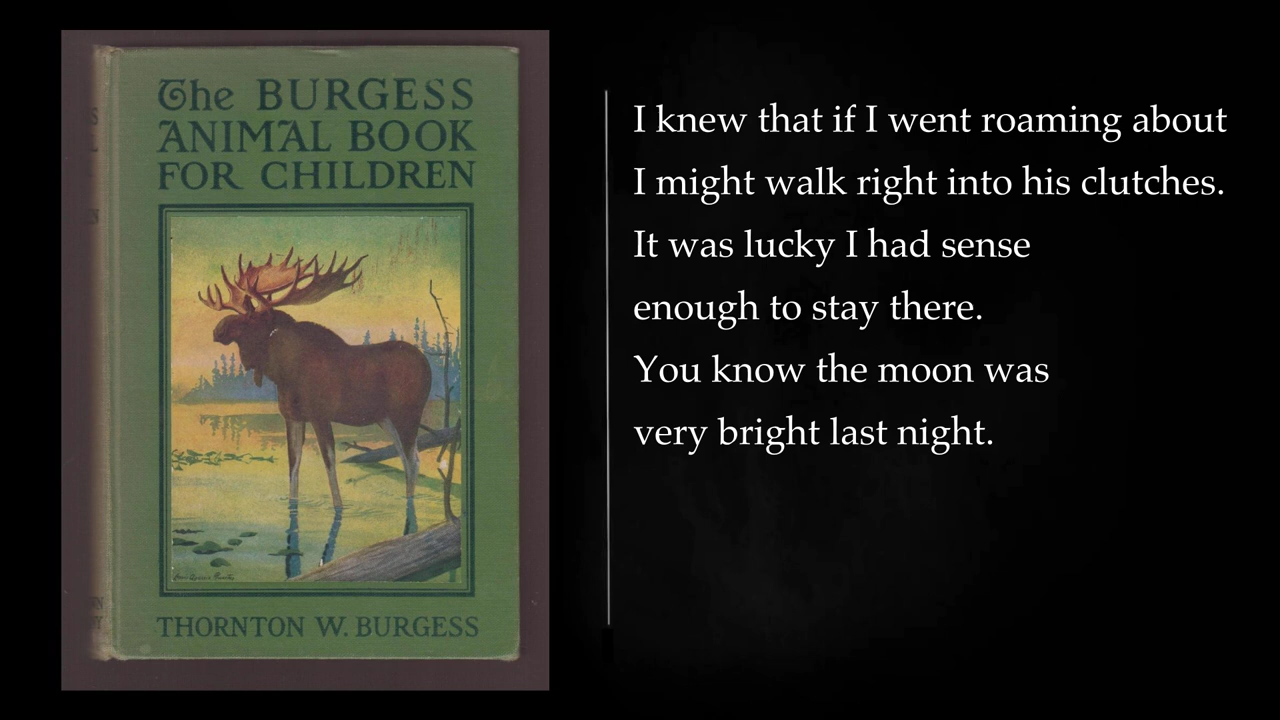 The BURGESS
ANIMAL BOOK
FOR CHILDREN
THORNTON W. BURGESS
I knew that if I went roaming about
I might walk right into his clutches.
It was lucky I had sense
enough to stay there.
You know the moon was
very bright last night.